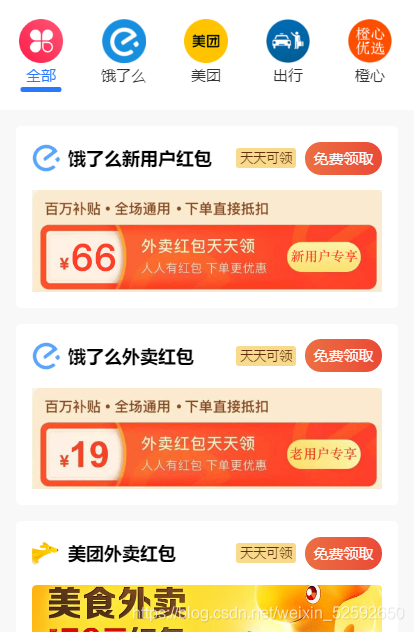 美团
橙心
优选
全部 饿了么 美团 出行 橙心
饿了么新用户红包 天天可领 免费领取
百万补贴 • 全场通用 • 下单直接抵扣
¥66
外卖红包天天领
人人有红包 下单更优惠
新用户专享
饿了么外卖红包 天天可领 免费领取
百万补贴 • 全场通用 • 下单直接抵扣
¥19
外卖红包天天领
人人有红包 下单更优惠
老用户专享
美团外卖红包 天天可领 免费领取
美食外卖
https://blog.csdn.net/weixin_52592650